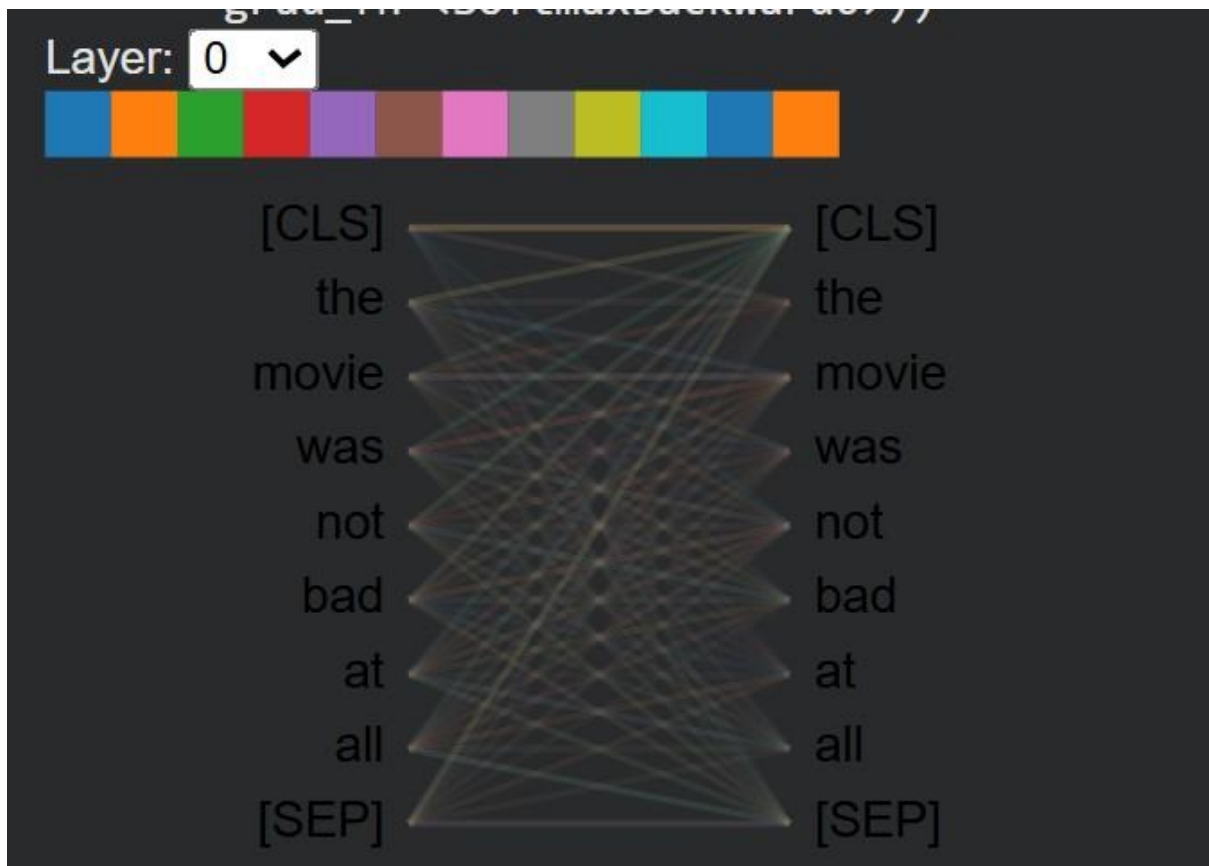 Layer: 0
[CLS] [CLS]
the the
movie movie
was was
not not
bad bad
at at
all all
[SEP] [SEP]